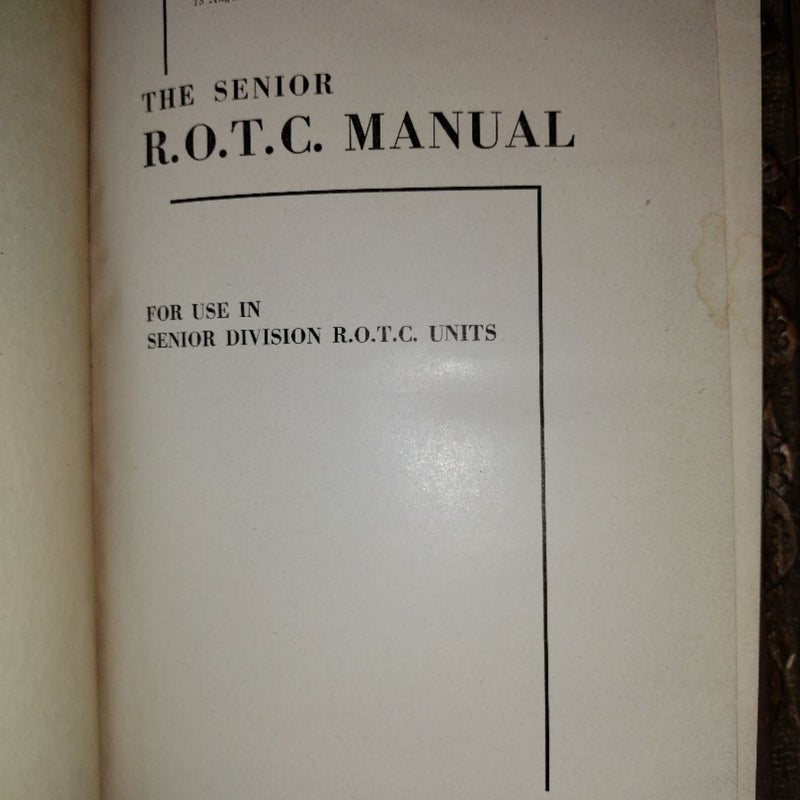 THE SENIOR
R.O.T.C. MANUAL
FOR USE IN
SENIOR DIVISION R.O.T.C. UNITS